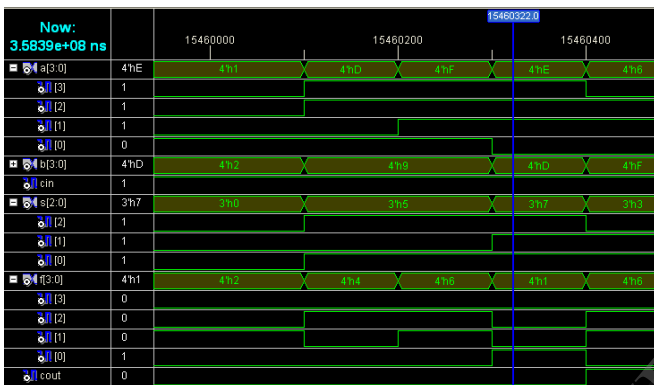 15460322.0
Now:
3.5839e+08 ns
15460000 15460200 15460400
a[3:0] 4'hE 4'h1 4'hD 4'hF 4'hE 4'h6
[3] 1
[2] 1
[1] 1
[0] 0
b[3:0] 4'hD 4'h2 4'h9 4'hD 4'hF
cin 1
s[2:0] 3'h7 3'h0 3'h5 3'h7 3'h3
[2] 1
[1] 1
[0] 1
f[3:0] 4'h1 4'h2 4'h4 4'h6 4'h1 4'h6
[3] 0
[2] 0
[1] 0
[0] 1
cout 0